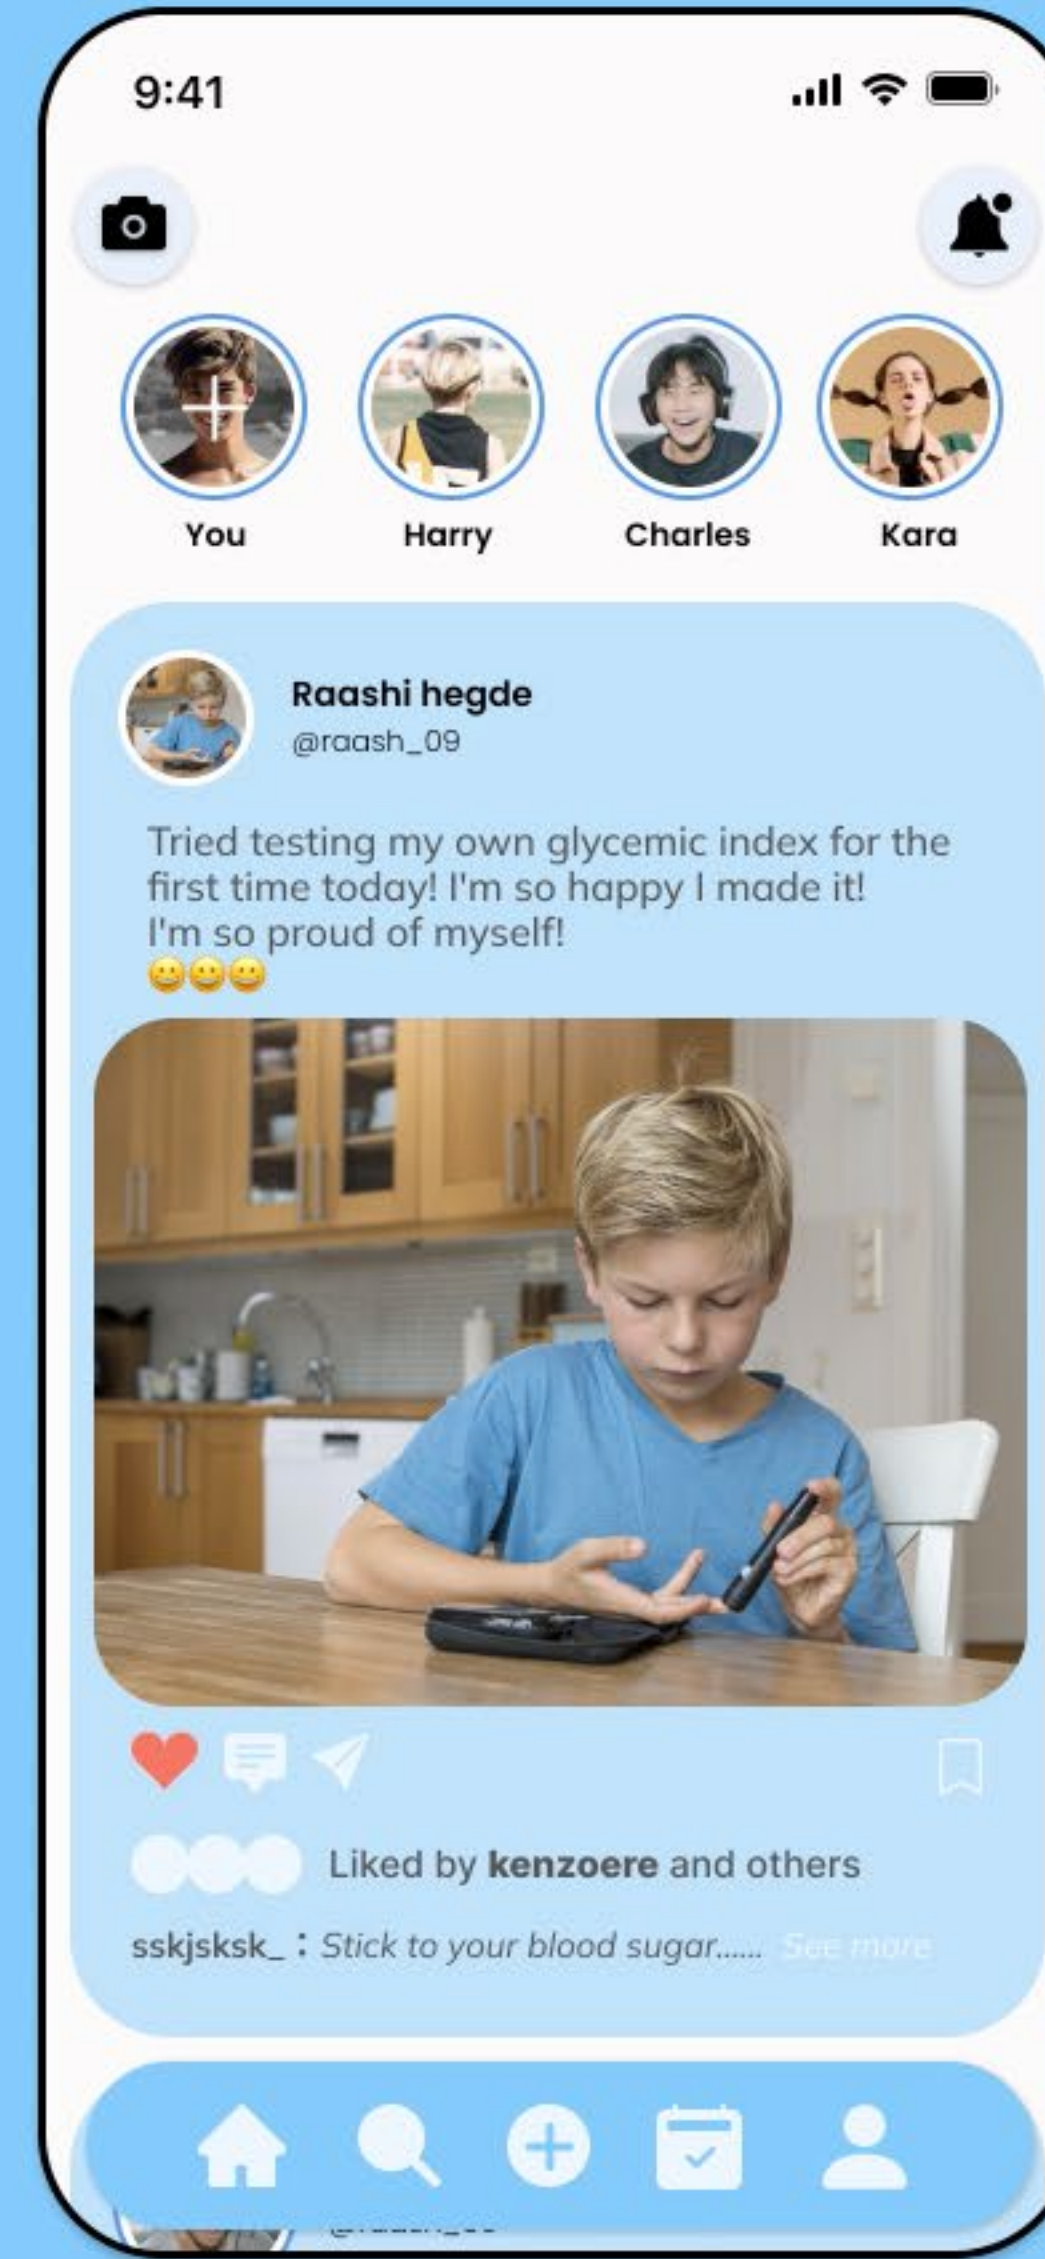 9:41
You
Harry
Charles
Kara
Raashi hegde
@raash_09
Tried testing my own glycemic index for the
first time today! I'm so happy I made it!
I'm so proud of myself!
😀😀😀
Liked by kenzoere and others
sskjsksk_ : Stick to your blood sugar...... See more